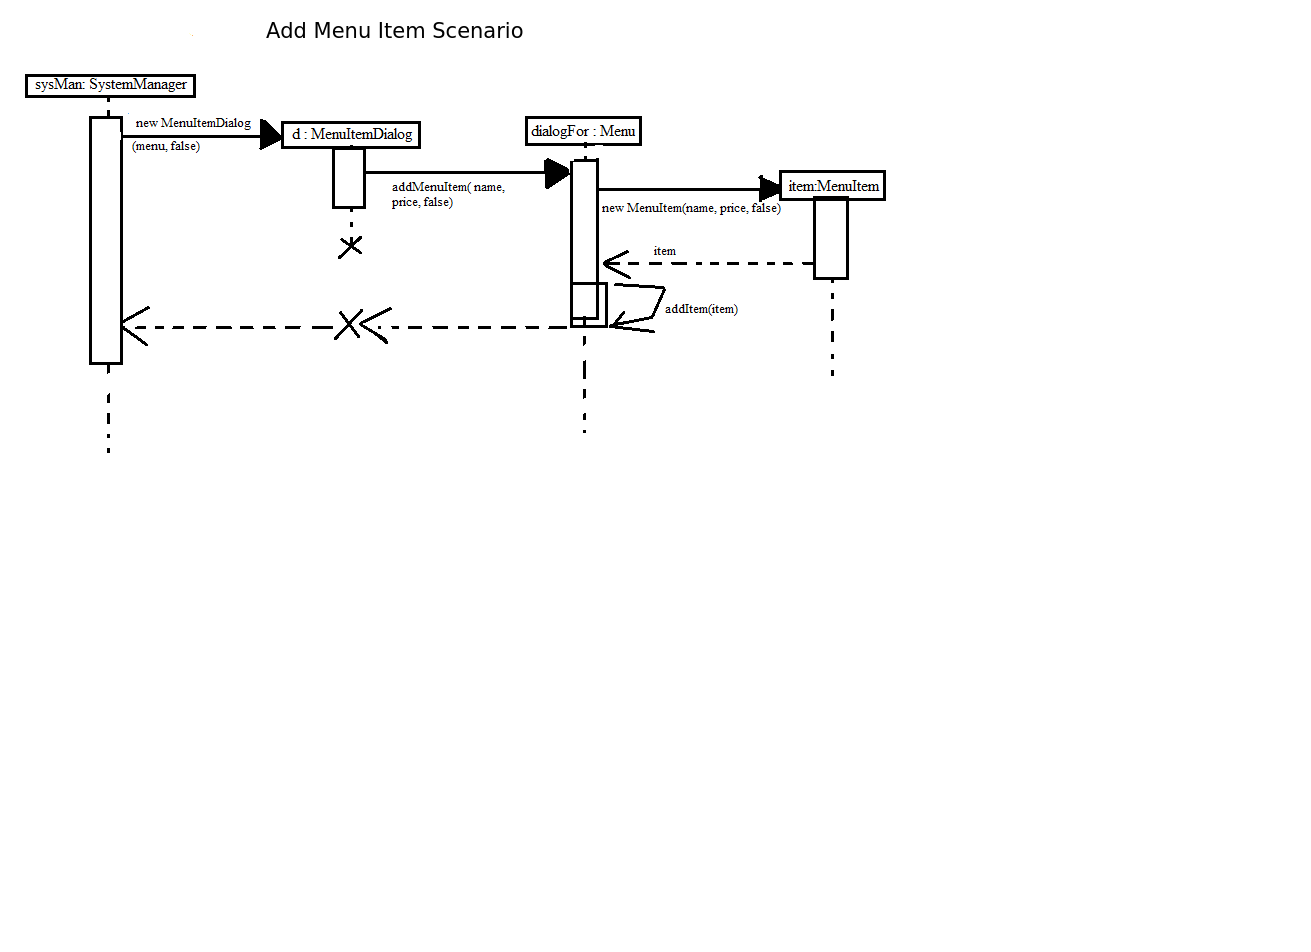 Add Menu Item Scenario
sysMan: SystemManager
new MenuItemDialog
(menu, false)
d : MenuItemDialog
dialogFor : Menu
addMenuItem( name,
price, false)
item:MenuItem
new MenuItem(name, price, false)
item
addItem(item)